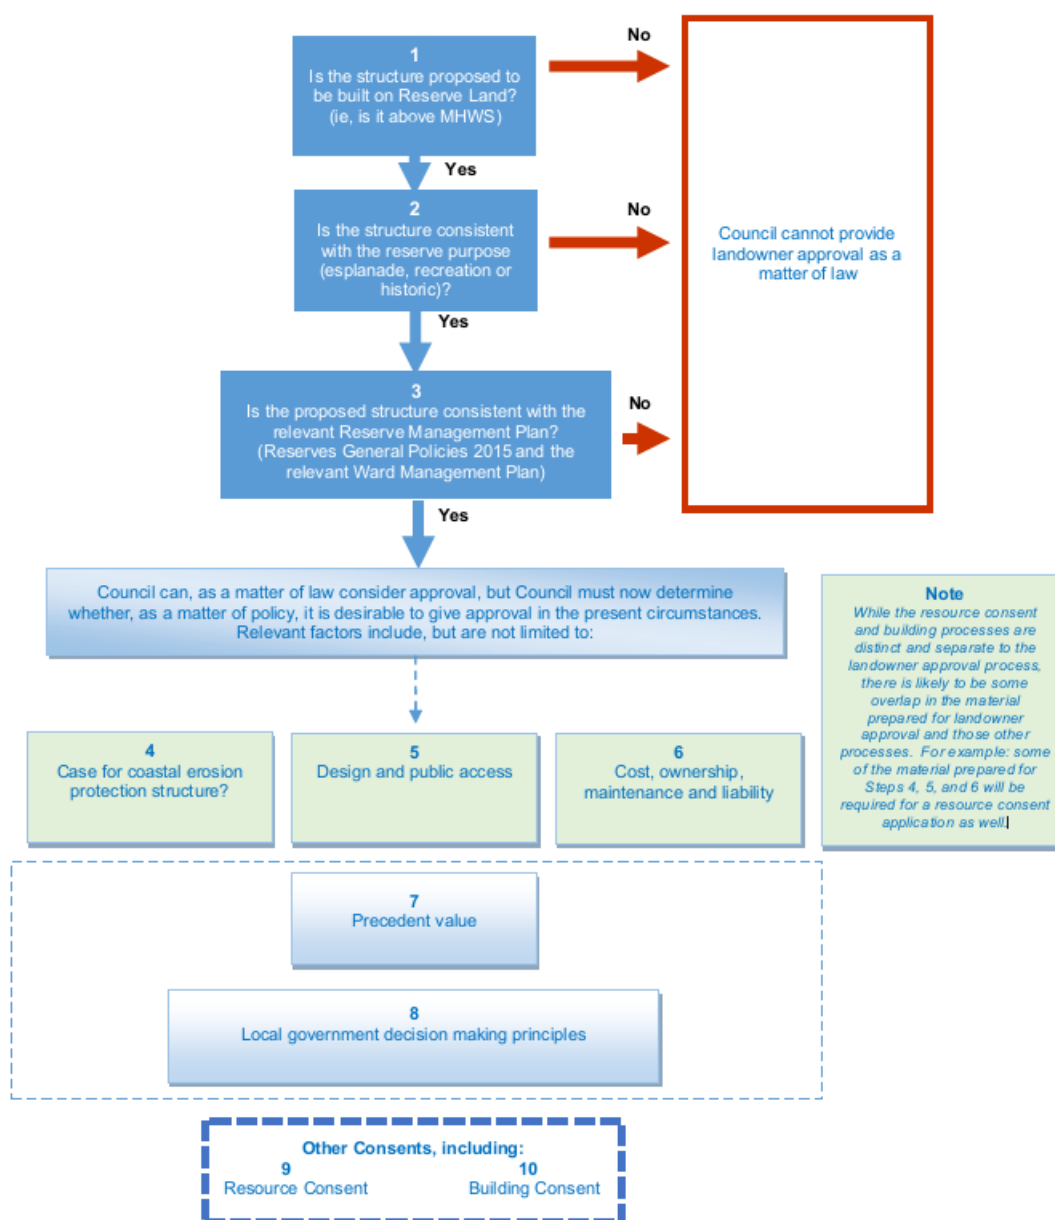 No
1
Is the structure proposed to
be built on Reserve Land?
(ie, is it above MHWS)
Yes
No
2
Is the structure consistent
with the reserve purpose
(esplanade, recreation or
historic)?
Council cannot provide
landowner approval as a
matter of law
Yes
3
Is the proposed structure consistent with the
relevant Reserve Management Plan?
(Reserves General Policies 2015 and the
relevant Ward Management Plan)
No
Yes
Council can, as a matter of law consider approval, but Council must now determine
whether, as a matter of policy, it is desirable to give approval in the present circumstances.
Relevant factors include, but are not limited to:
Note
While the resource consent
and building processes are
distinct and separate to the
landowner approval process,
there is likely to be some
overlap in the material
prepared for landowner
approval and those other
processes. For example: some
of the material prepared for
Steps 4, 5, and 6 will be
required for a resource consent
application as well.
4
Case for coastal erosion
protection structure?
5
Design and public access
6
Cost, ownership,
maintenance and liability
7
Precedent value
8
Local government decision making principles
Other Consents, including:
9
Resource Consent
10
Building Consent